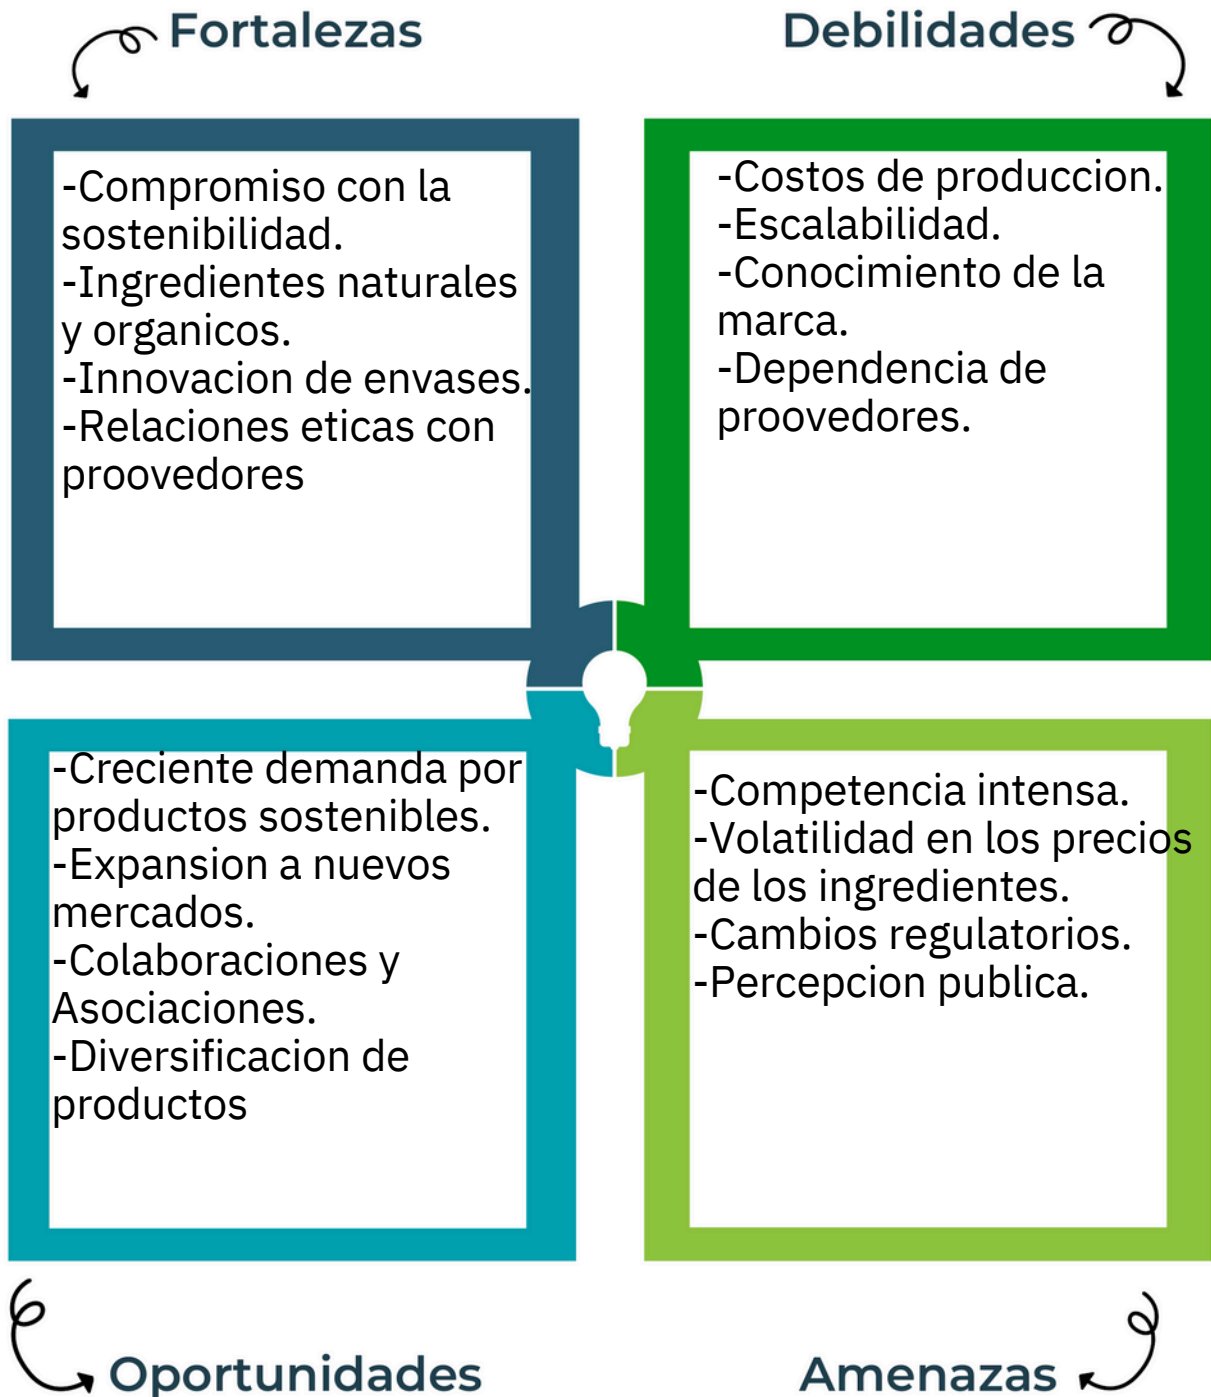 Fortalezas
-Compromiso con la
sostenibilidad.
-Ingredientes naturales
y organicos.
-Innovacion de envases.
-Relaciones eticas con
proovedores
Debilidades
-Costos de produccion.
-Escalabilidad.
-Conocimiento de la
marca.
-Dependencia de
proovedores.
-Creciente demanda por
productos sostenibles.
-Expansion a nuevos
mercados.
-Colaboraciones y
Asociaciones.
-Diversificacion de
productos
Oportunidades
-Competencia intensa.
-Volatilidad en los precios
de los ingredientes.
-Cambios regulatorios.
-Percepcion publica.
Amenazas